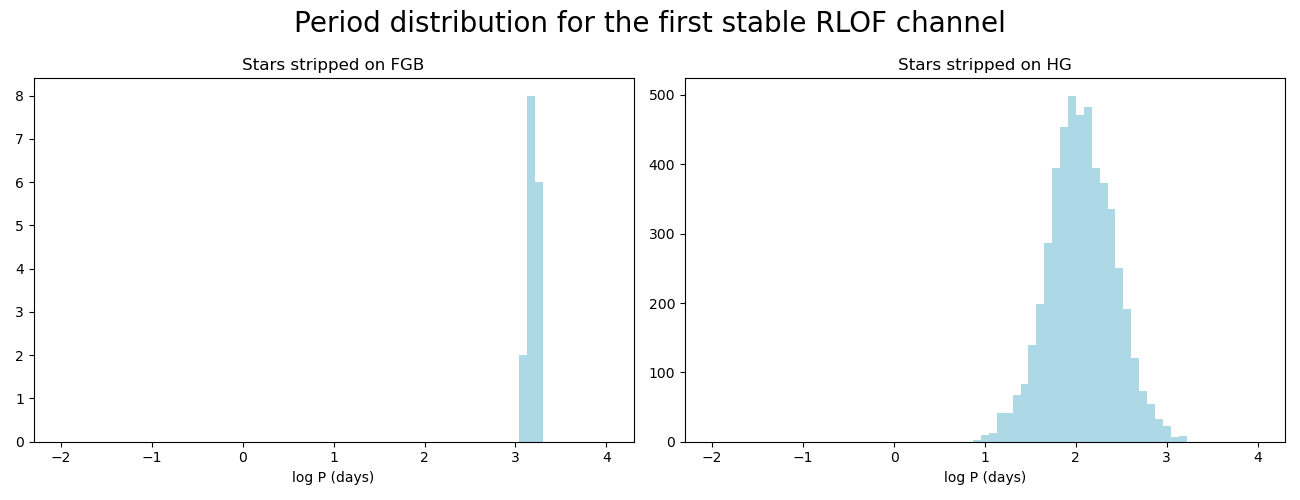 Period distribution for the first stable RLOF channel
Stars stripped on FGB
8
7
6
5
4
3
2
1
0
−2 −1 0 1 2 3 4
log P (days)
Stars stripped on HG
500
400
300
200
100
0
−2 −1 0 1 2 3 4
log P (days)